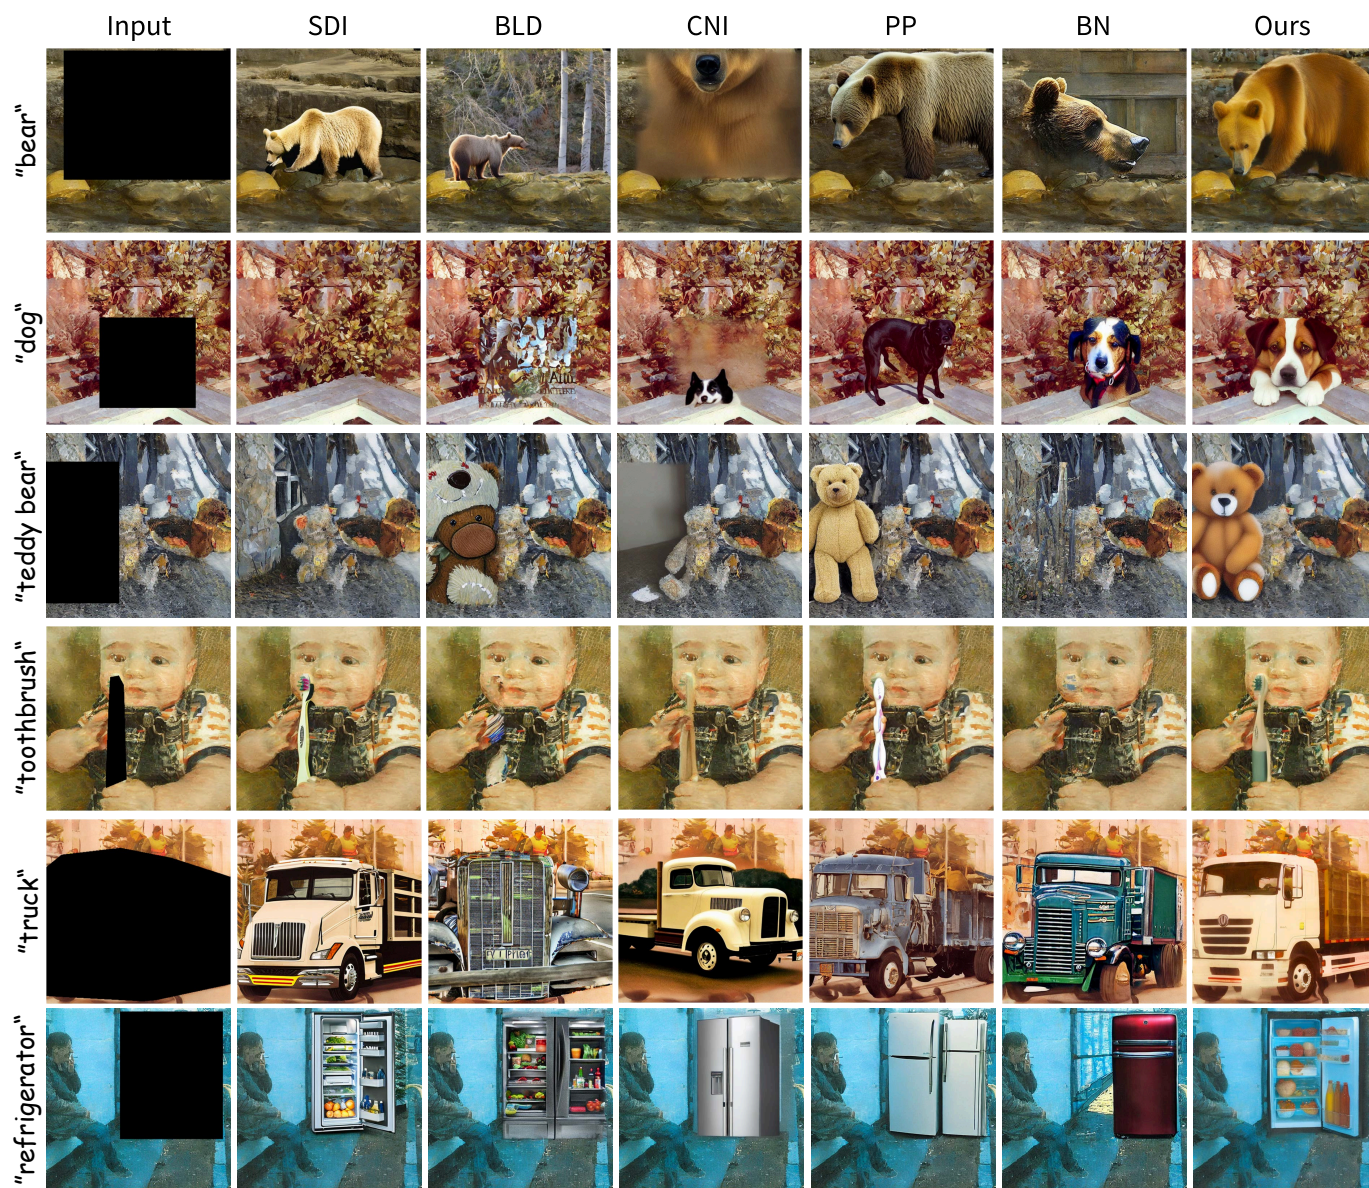 Input SDI BLD CNI PP BN Ours
"bear"
"dog"
"teddy bear"
"toothbrush"
"truck"
"refrigerator"